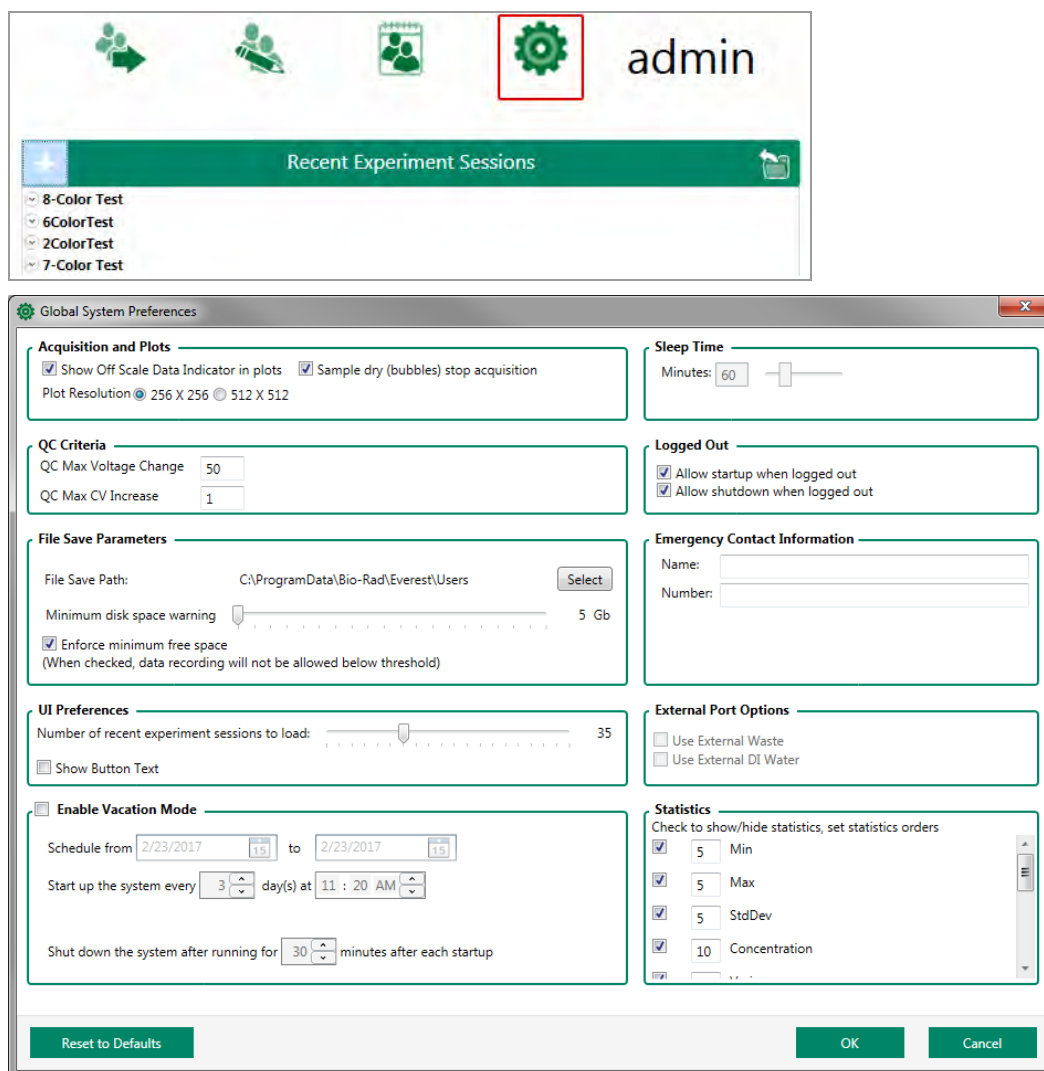 admin
Recent Experiment Sessions
8-Color Test
6ColorTest
2ColorTest
7-Color Test
Global System Preferences
Acquisition and Plots
Show Off Scale Data Indicator in plots Sample dry (bubbles) stop acquisition
Plot Resolution 256 X 256 512 X 512
Sleep Time
Minutes: 60
QC Criteria
QC Max Voltage Change 50
QC Max CV Increase 1
Logged Out
Allow startup when logged out
Allow shutdown when logged out
File Save Parameters
File Save Path: C:\ProgramData\Bio-Rad\Everest\Users Select
Minimum disk space warning 5 Gb
Enforce minimum free space
(When checked, data recording will not be allowed below threshold)
Emergency Contact Information
Name:
Number:
UI Preferences
Number of recent experiment sessions to load: 35
Show Button Text
External Port Options
Use External Waste
Use External DI Water
Enable Vacation Mode
Schedule from 2/23/2017 15 to 2/23/2017 15
Start up the system every 3 day(s) at 11 : 20 AM
Shut down the system after running for 30 minutes after each startup
Statistics
Check to show/hide statistics, set statistics orders
5 Min
5 Max
5 StdDev
10 Concentration
Reset to Defaults OK Cancel